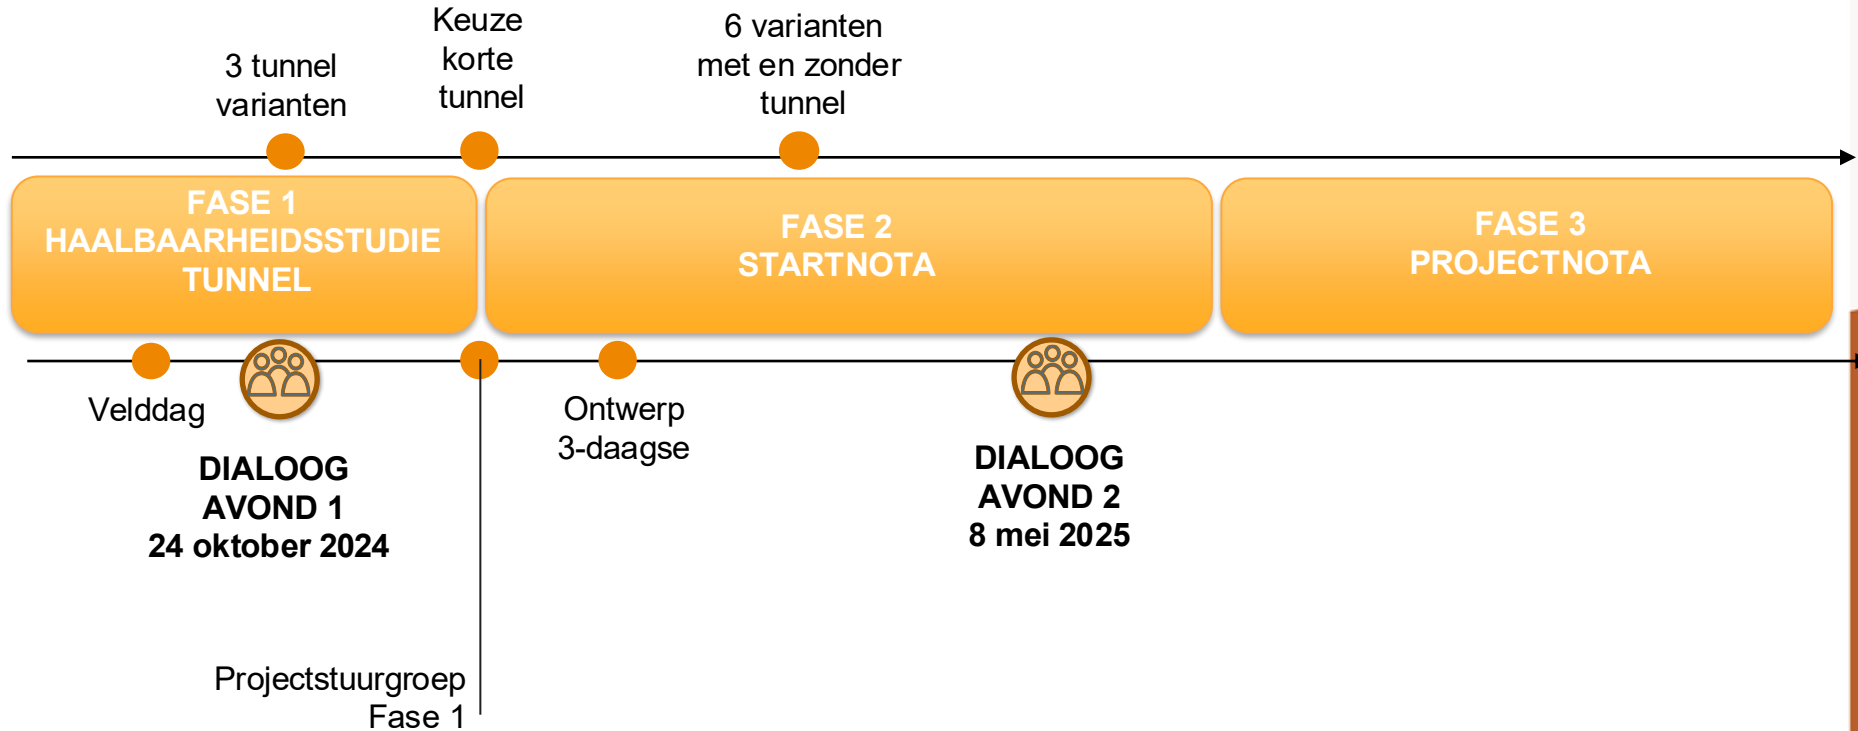 3 tunnel
varianten
Keuze
korte
tunnel
6 varianten
met en zonder
tunnel
FASE 1
HAALBAARHEIDSSTUDIE
TUNNEL
FASE 2
STARTNOTA
FASE 3
PROJECTNOTA
Velddag
DIALOOG
AVOND 1
24 oktober 2024
Ontwerp
3-daagse
DIALOOG
AVOND 2
8 mei 2025
Projectstuurgroep
Fase 1